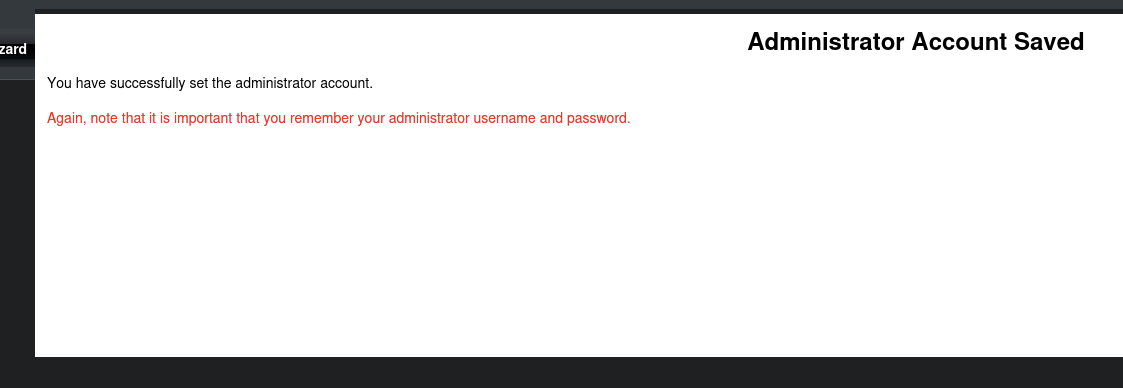 zard
Administrator Account Saved
You have successfully set the administrator account.
Again, note that it is important that you remember your administrator username and password.